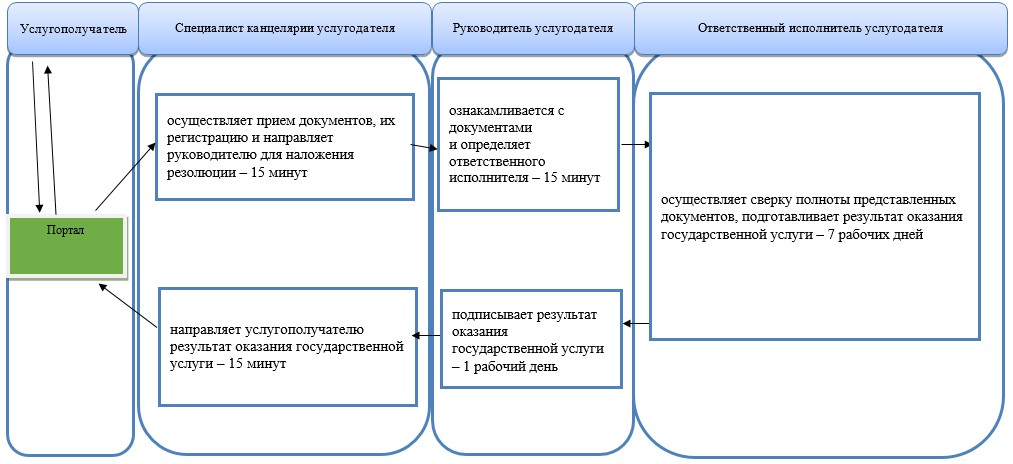 Услугополучатель
Специалист канцелярии услугодателя
Руководитель услугодателя
Ответственный исполнитель услугодателя
Портал
осуществляет прием документов, их
регистрацию и направляет
руководителю для наложения
резолюции – 15 минут
ознакамливается с
документами
и определяет
ответственного
исполнителя – 15 минут
осуществляет сверку полноты представленных
документов, подготавливает результат оказания
государственной услуги – 7 рабочих дней
подписывает результат
оказания
государственной услуги
– 1 рабочий день
направляет услугополучателю
результат оказания государственной
услуги – 15 минут